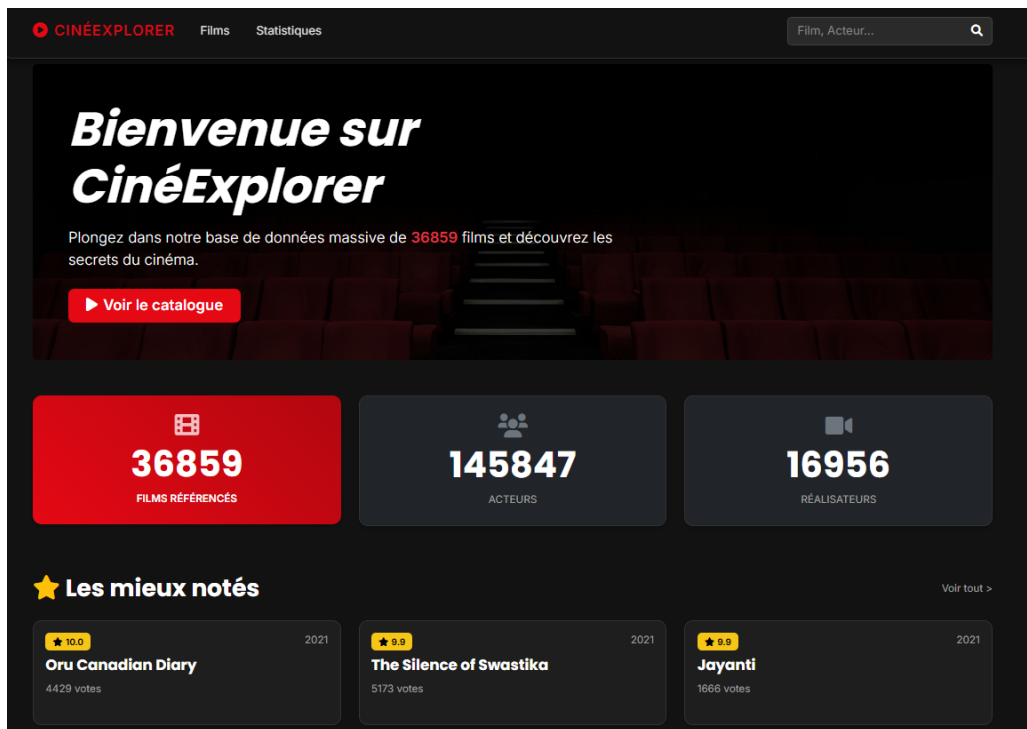 CINÉEXPLORER Films Statistiques Film, Acteur...
Bienvenue sur
CinéExplorer
Plongez dans notre base de données massive de 36859 films et découvrez les
secrets du cinéma.
Voir le catalogue
36859
FILMS RÉFÉRENCÉS
145847
ACTEURS
16956
RÉALISATEURS
Les mieux notés
Voir tout >
10.0 2021
Oru Canadian Diary
4429 votes
9.9 2021
The Silence of Swastika
5173 votes
9.9 2021
Jayanti
1666 votes